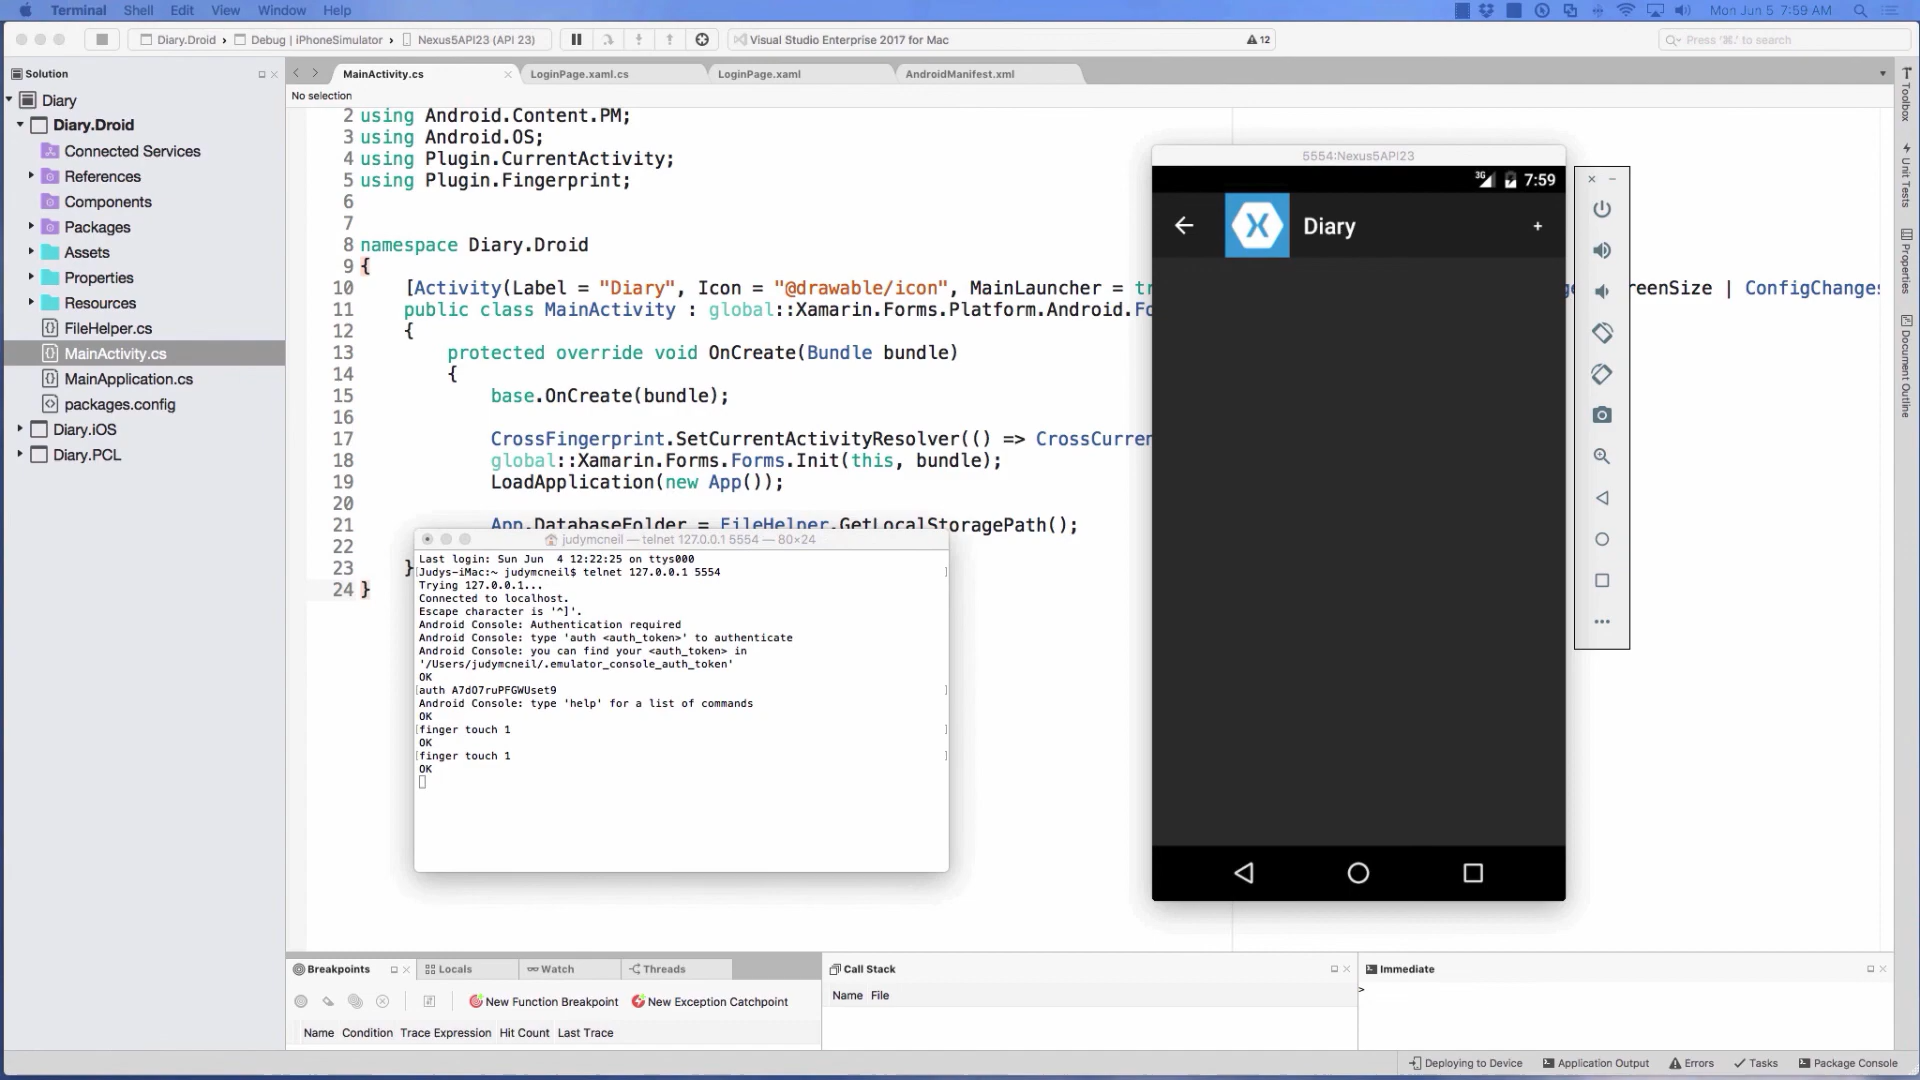 Terminal Shell Edit View Window Help
Mon Jun 5 7:59 AM
Diary.Droid › Debug | iPhoneSimulator › Nexus5API23 (API 23)
Visual Studio Enterprise 2017 for Mac
12
Press '⌘.' to search
Solution
MainActivity.cs
LoginPage.xaml.cs
LoginPage.xaml
AndroidManifest.xml
No selection
Diary
Diary.Droid
Connected Services
References
Components
Packages
Assets
Properties
Resources
FileHelper.cs
MainActivity.cs
MainApplication.cs
packages.config
Diary.iOS
Diary.PCL
2 using Android.Content.PM;
3 using Android.OS;
4 using Plugin.CurrentActivity;
5 using Plugin.Fingerprint;
6
7
8 namespace Diary.Droid
9 {
10 [Activity(Label = "Diary", Icon = "@drawable/icon", MainLauncher = tr
reenSize | ConfigChanges
11 public class MainActivity : global::Xamarin.Forms.Platform.Android.Fo
12 {
13 protected override void OnCreate(Bundle bundle)
14 {
15 base.OnCreate(bundle);
16
17 CrossFingerprint.SetCurrentActivityResolver(() => CrossCurren
18 global::Xamarin.Forms.Forms.Init(this, bundle);
19 LoadApplication(new App());
20
21 App.DatabaseFolder = FileHelper.GetLocalStoragePath();
22
23 }
24 }
judymcneil — telnet 127.0.0.1 5554 — 80×24
Last login: Sun Jun  4 12:22:25 on ttys000
[Judys-iMac:~ judymcneil$ telnet 127.0.0.1 5554 ]
Trying 127.0.0.1...
Connected to localhost.
Escape character is '^]'.
Android Console: Authentication required
Android Console: type 'auth <auth_token>' to authenticate
Android Console: you can find your <auth_token> in
'/Users/judymcneil/.emulator_console_auth_token'
OK
[auth A7dO7ruPFGWUset9 ]
Android Console: type 'help' for a list of commands
OK
[finger touch 1 ]
OK
[finger touch 1 ]
OK
5554:Nexus5API23
3G 7:59
Diary +
Toolbox
Unit Tests
Properties
Document Outline
Breakpoints
Locals
Watch
Threads
New Function Breakpoint New Exception Catchpoint
Name Condition Trace Expression Hit Count Last Trace
Call Stack
Name File
Immediate
>
Deploying to Device Application Output Errors Tasks Package Console